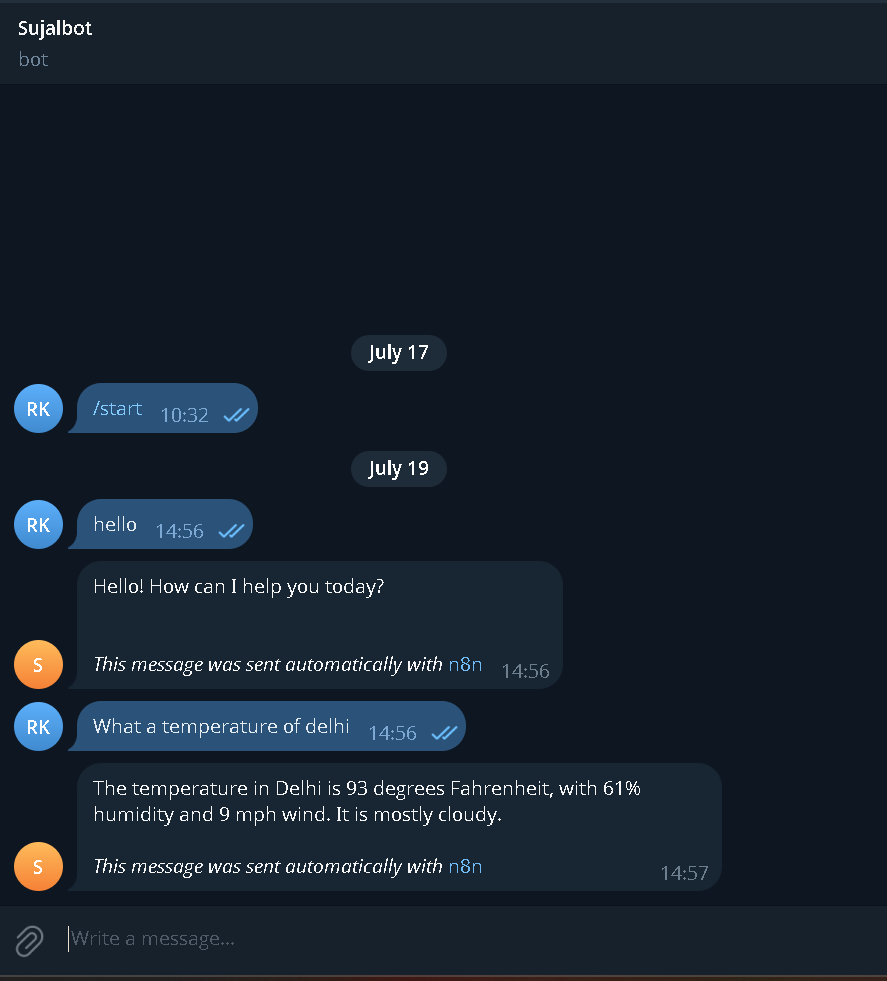 Sujalbot
bot
July 17
RK
/start 10:32
July 19
RK
hello 14:56
Hello! How can I help you today?
S
This message was sent automatically with n8n 14:56
RK
What a temperature of delhi 14:56
The temperature in Delhi is 93 degrees Fahrenheit, with 61%
humidity and 9 mph wind. It is mostly cloudy.
S
This message was sent automatically with n8n 14:57
Write a message...